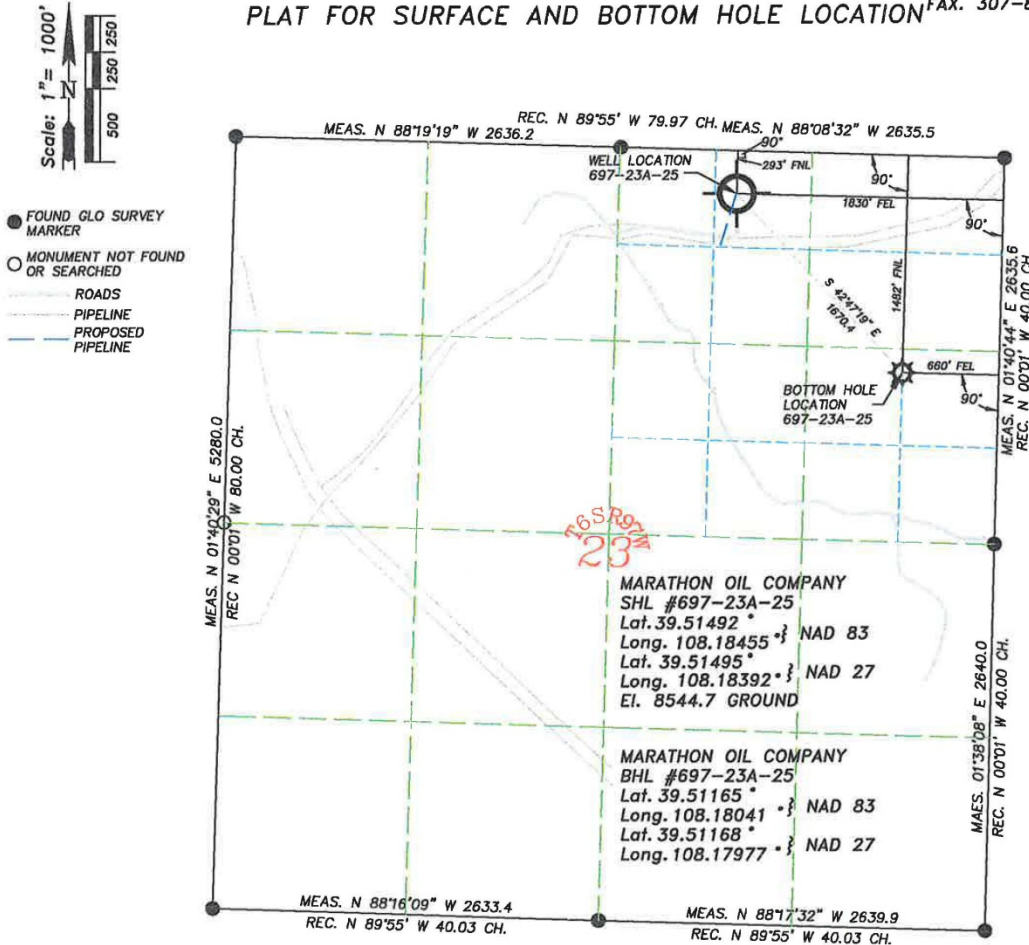 PLAT FOR SURFACE AND BOTTOM HOLE LOCATION
FAX. 307-
Scale: 1"= 1000'
N
500
250
250
FOUND GLO SURVEY
MARKER
MONUMENT NOT FOUND
OR SEARCHED
ROADS
PIPELINE
PROPOSED
PIPELINE
REC. N 89°55' W 79.97 CH.
MEAS. N 88°19'19" W 2636.2
MEAS. N 88°08'32" W 2635.5
WELL LOCATION
697-23A-25
90°
293' FNL
90°
1830' FEL
90°
1482' FNL
S 42°47'19" E
1670.4
660' FEL
90°
BOTTOM HOLE
LOCATION
697-23A-25
MEAS. N 01°40'44" E 2635.6
REC. N 00°01' W 40.00 CH.
MEAS. N 01°40'29" E 5280.0
REC N 00°01' W 80.00 CH.
T6SR97W
23
MARATHON OIL COMPANY
SHL #697-23A-25
Lat. 39.51492°
Long. 108.18455° } NAD 83
Lat. 39.51495°
Long. 108.18392° } NAD 27
El. 8544.7 GROUND
MARATHON OIL COMPANY
BHL #697-23A-25
Lat. 39.51165°
Long. 108.18041° } NAD 83
Lat. 39.51168°
Long. 108.17977° } NAD 27
MAES. 01°38'08" E 2640.0
REC. N 00°01' W 40.00 CH.
MEAS. N 88°16'09" W 2633.4
REC. N 89°55' W 40.03 CH.
MEAS. N 88°17'32" W 2639.9
REC. N 89°55' W 40.03 CH.